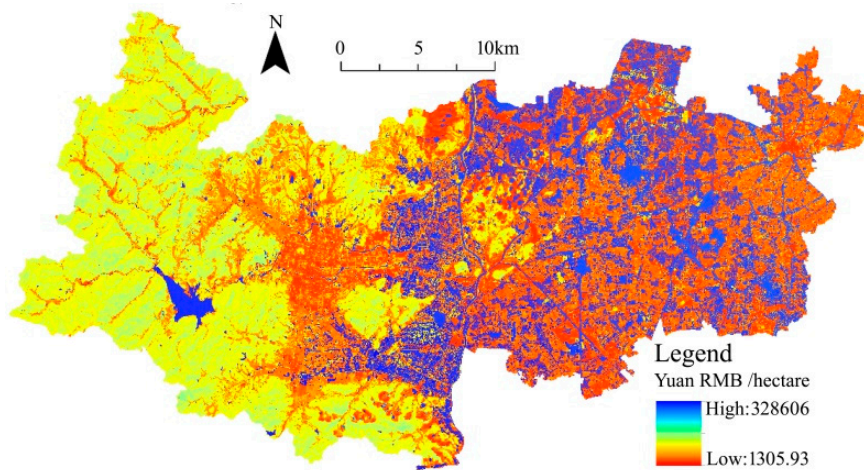 N
0 5 10km
Legend
Yuan RMB /hectare
High:328606
Low:1305.93